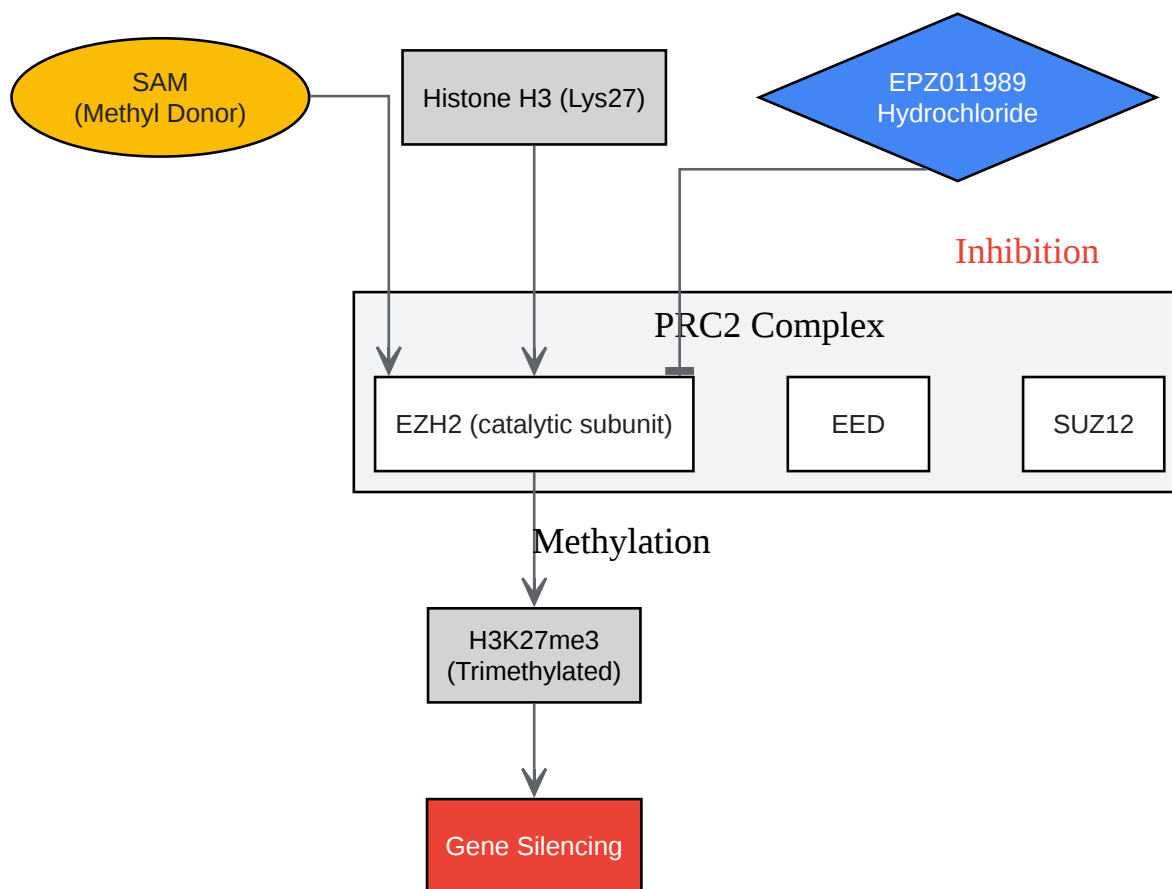 SAM
(Methyl Donor)
Histone H3 (Lys27)
EPZ011989
Hydrochloride
Inhibition
PRC2 Complex
EZH2 (catalytic subunit)
EED
SUZ12
Methylation
H3K27me3
(Trimethylated)
Gene Silencing